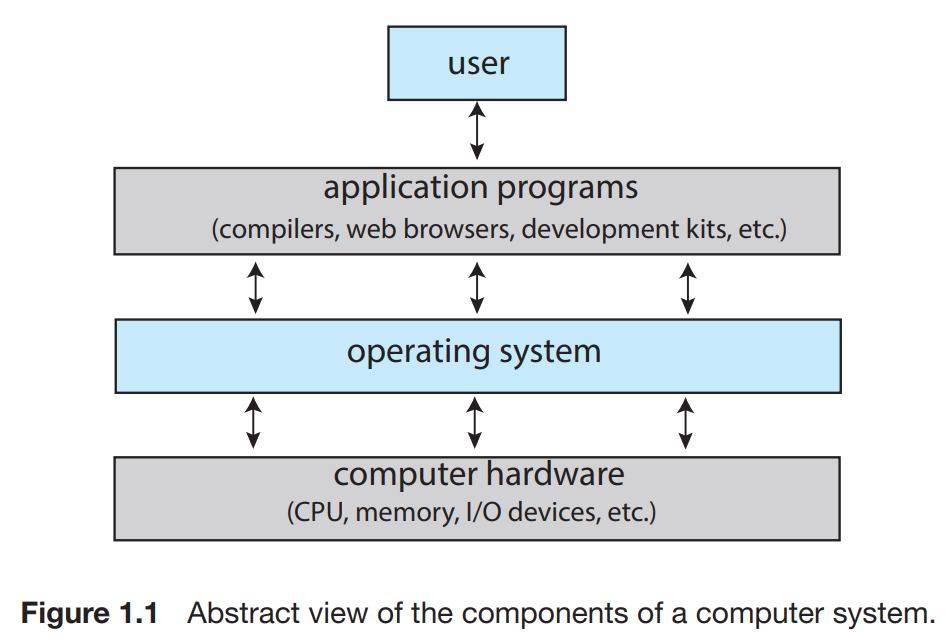 user
application programs
(compilers, web browsers, development kits, etc.)
operating system
computer hardware
(CPU, memory, I/O devices, etc.)
Figure 1.1 Abstract view of the components of a computer system.